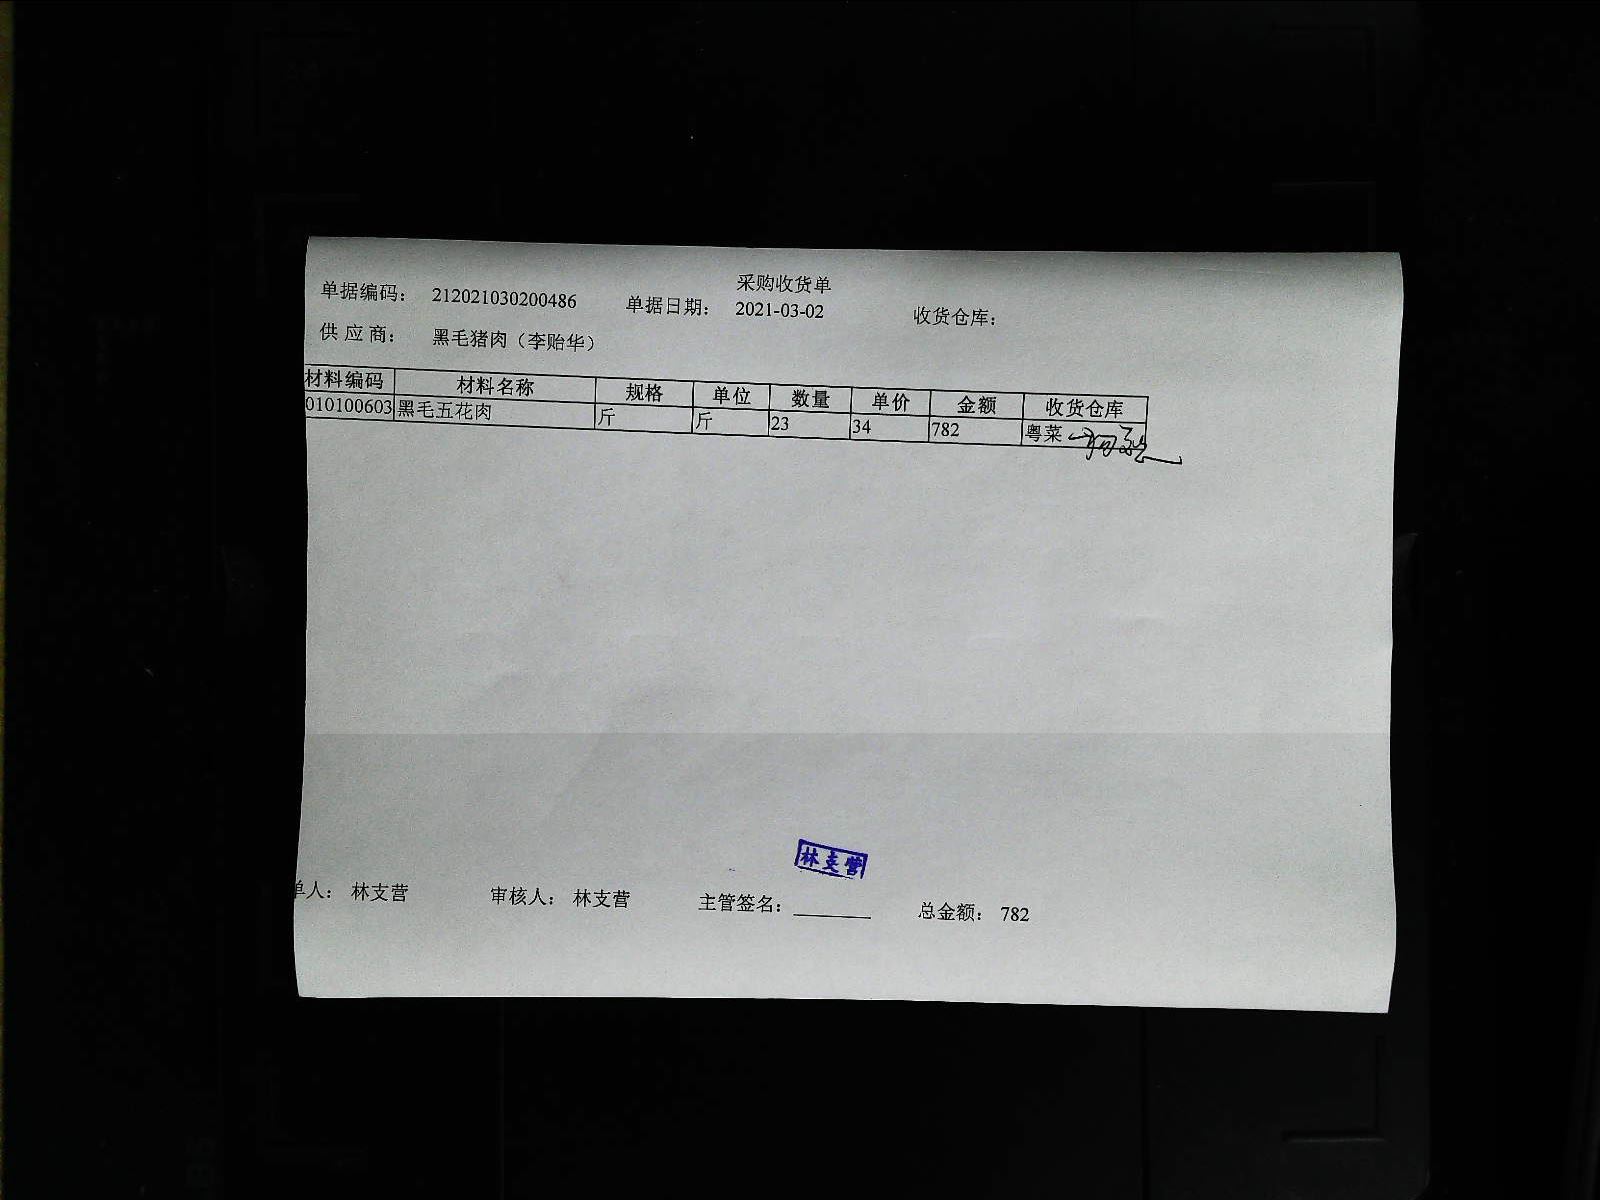 采购收货单
单据编码： 212021030200486 单据日期： 2021-03-02 收货仓库：
供 应 商： 黑毛猪肉（李贻华）
材料编码 材料名称 规格 单位 数量 单价 金额 收货仓库
010100603 黑毛五花肉 斤 斤 23 34 782 粤菜
林支营
单人： 林支营 审核人： 林支营 主管签名： 总金额： 782